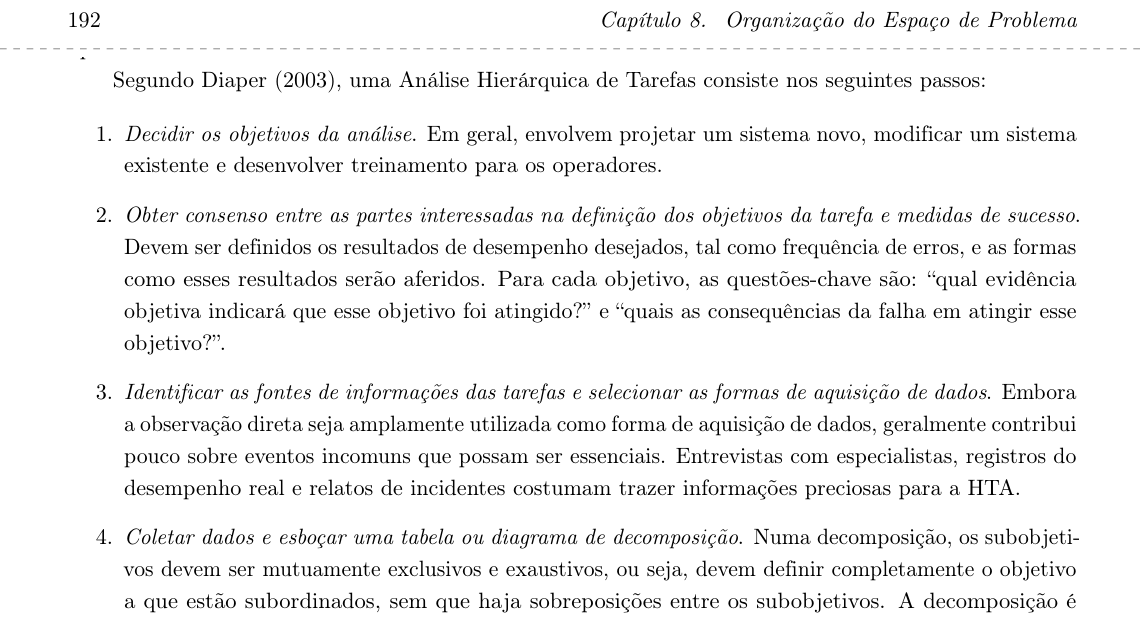 192
Capítulo 8. Organização do Espaço de Problema
Segundo Diaper (2003), uma Análise Hierárquica de Tarefas consiste nos seguintes passos:
1. Decidir os objetivos da análise. Em geral, envolvem projetar um sistema novo, modificar um sistema
existente e desenvolver treinamento para os operadores.
2. Obter consenso entre as partes interessadas na definição dos objetivos da tarefa e medidas de sucesso.
Devem ser definidos os resultados de desempenho desejados, tal como frequência de erros, e as formas
como esses resultados serão aferidos. Para cada objetivo, as questões-chave são: “qual evidência
objetiva indicará que esse objetivo foi atingido?” e “quais as consequências da falha em atingir esse
objetivo?”.
3. Identificar as fontes de informações das tarefas e selecionar as formas de aquisição de dados. Embora
a observação direta seja amplamente utilizada como forma de aquisição de dados, geralmente contribui
pouco sobre eventos incomuns que possam ser essenciais. Entrevistas com especialistas, registros do
desempenho real e relatos de incidentes costumam trazer informações preciosas para a HTA.
4. Coletar dados e esboçar uma tabela ou diagrama de decomposição. Numa decomposição, os subobjeti-
vos devem ser mutuamente exclusivos e exaustivos, ou seja, devem definir completamente o objetivo
a que estão subordinados, sem que haja sobreposições entre os subobjetivos. A decomposição é